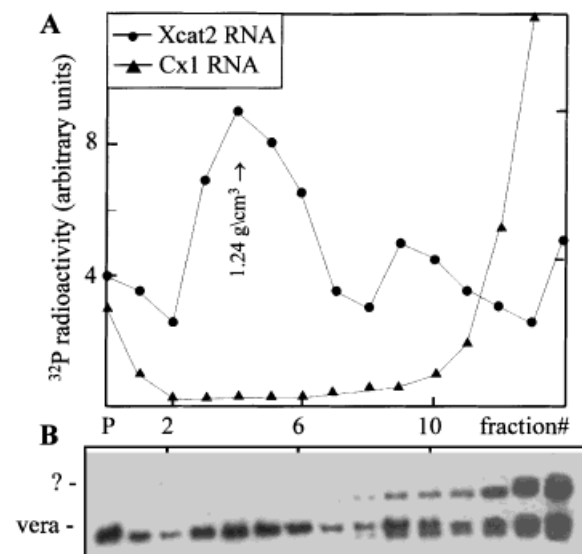 A
Xcat2 RNA
Cx1 RNA
³²P radioactivity (arbitrary units)
8
4
1.24 g\cm³ →
P 2 6 10 fraction#
B
? -
vera -